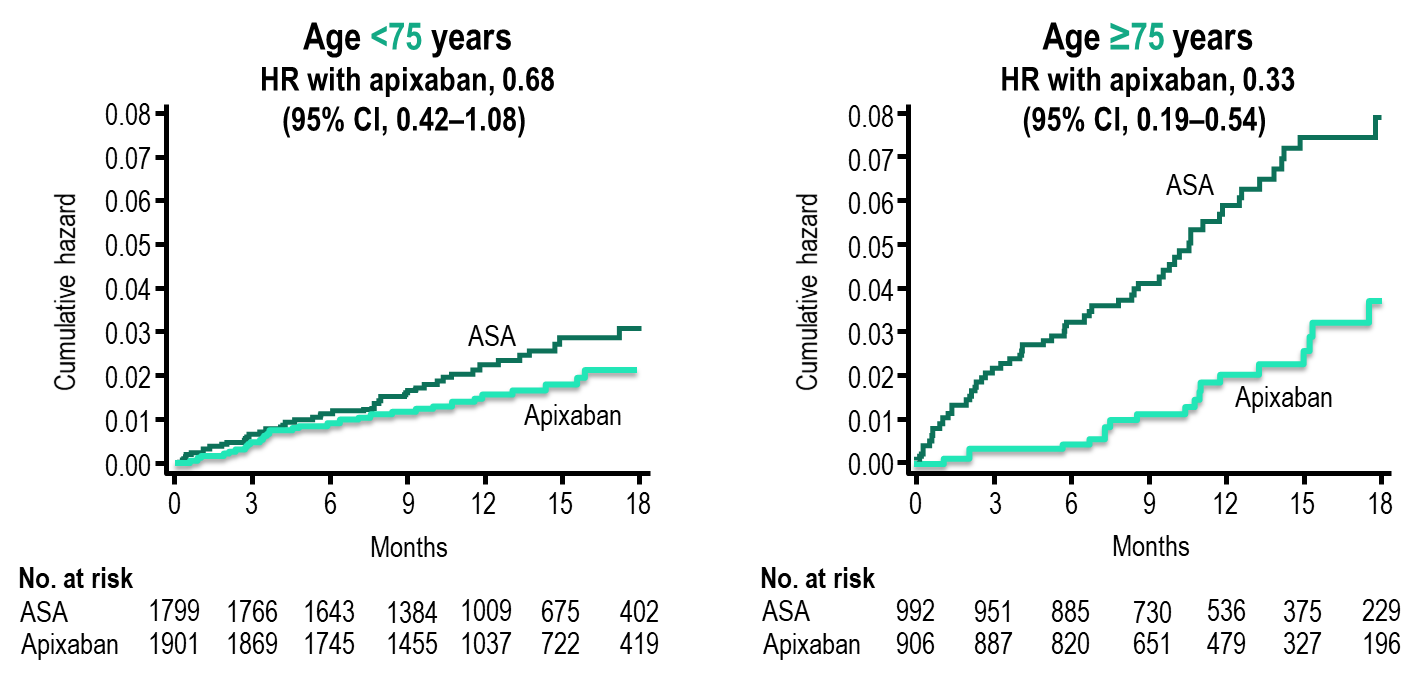 Age <75 years
HR with apixaban, 0.68
(95% CI, 0.42–1.08)
0.08
0.07
0.06
0.05
0.04
0.03
0.02
0.01
0.00
Cumulative hazard
ASA
Apixaban
0 3 6 9 12 15 18
Months
No. at risk
ASA 1799 1766 1643 1384 1009 675 402
Apixaban 1901 1869 1745 1455 1037 722 419
Age ≥75 years
HR with apixaban, 0.33
(95% CI, 0.19–0.54)
0.08
0.07
0.06
0.05
0.04
0.03
0.02
0.01
0.00
Cumulative hazard
ASA
Apixaban
0 3 6 9 12 15 18
Months
No. at risk
ASA 992 951 885 730 536 375 229
Apixaban 906 887 820 651 479 327 196